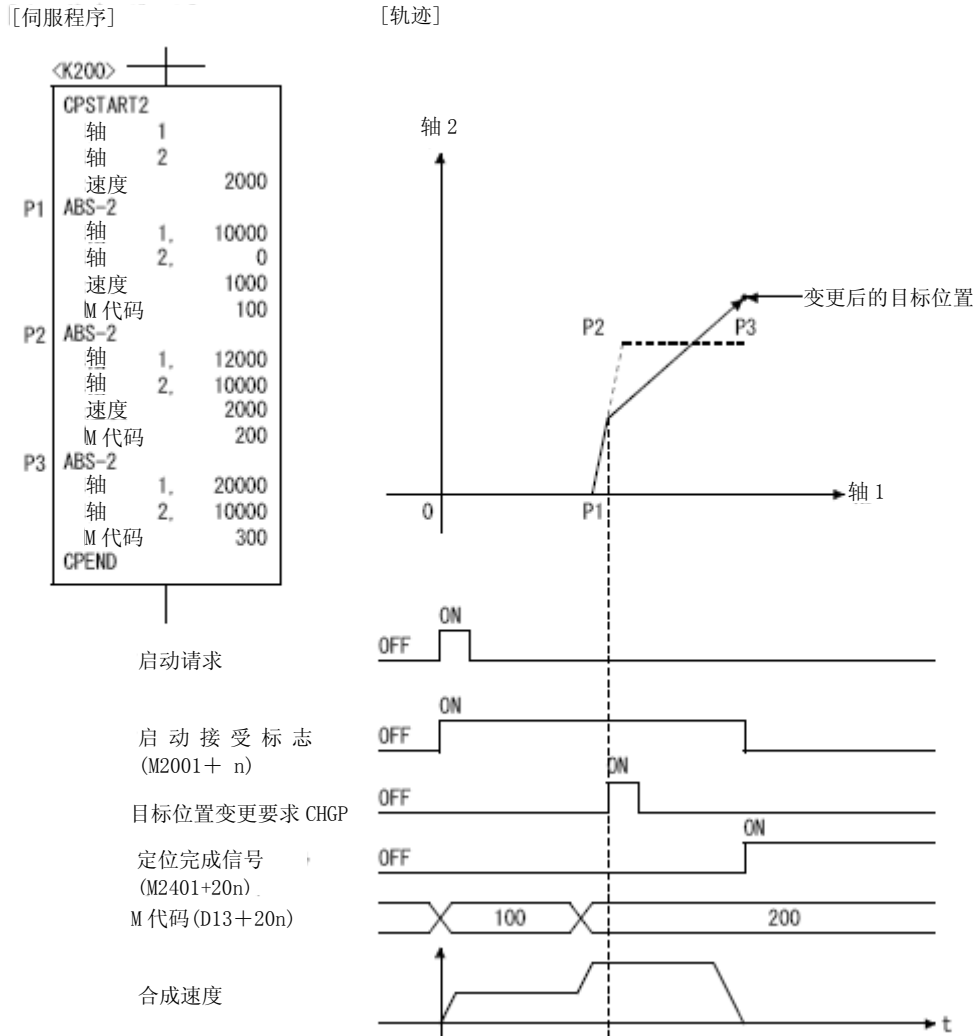 [伺服程序]
[轨迹]
<K200>
CPSTART2
轴 1
轴 2
速度 2000
P1 ABS-2
轴 1, 10000
轴 2, 0
速度 1000
M 代码 100
P2 ABS-2
轴 1, 12000
轴 2, 10000
速度 2000
M 代码 200
P3 ABS-2
轴 1, 20000
轴 2, 10000
M 代码 300
CPEND
轴 2
变更后的目标位置
P2
P3
轴 1
0
P1
启动请求
OFF
ON
启 动 接 受 标 志
(M2001+ n)
OFF
ON
目标位置变更要求 CHGP
OFF
ON
定位完成信号
(M2401+20n)
OFF
ON
M 代码(D13+20n)
100
200
合成速度
t